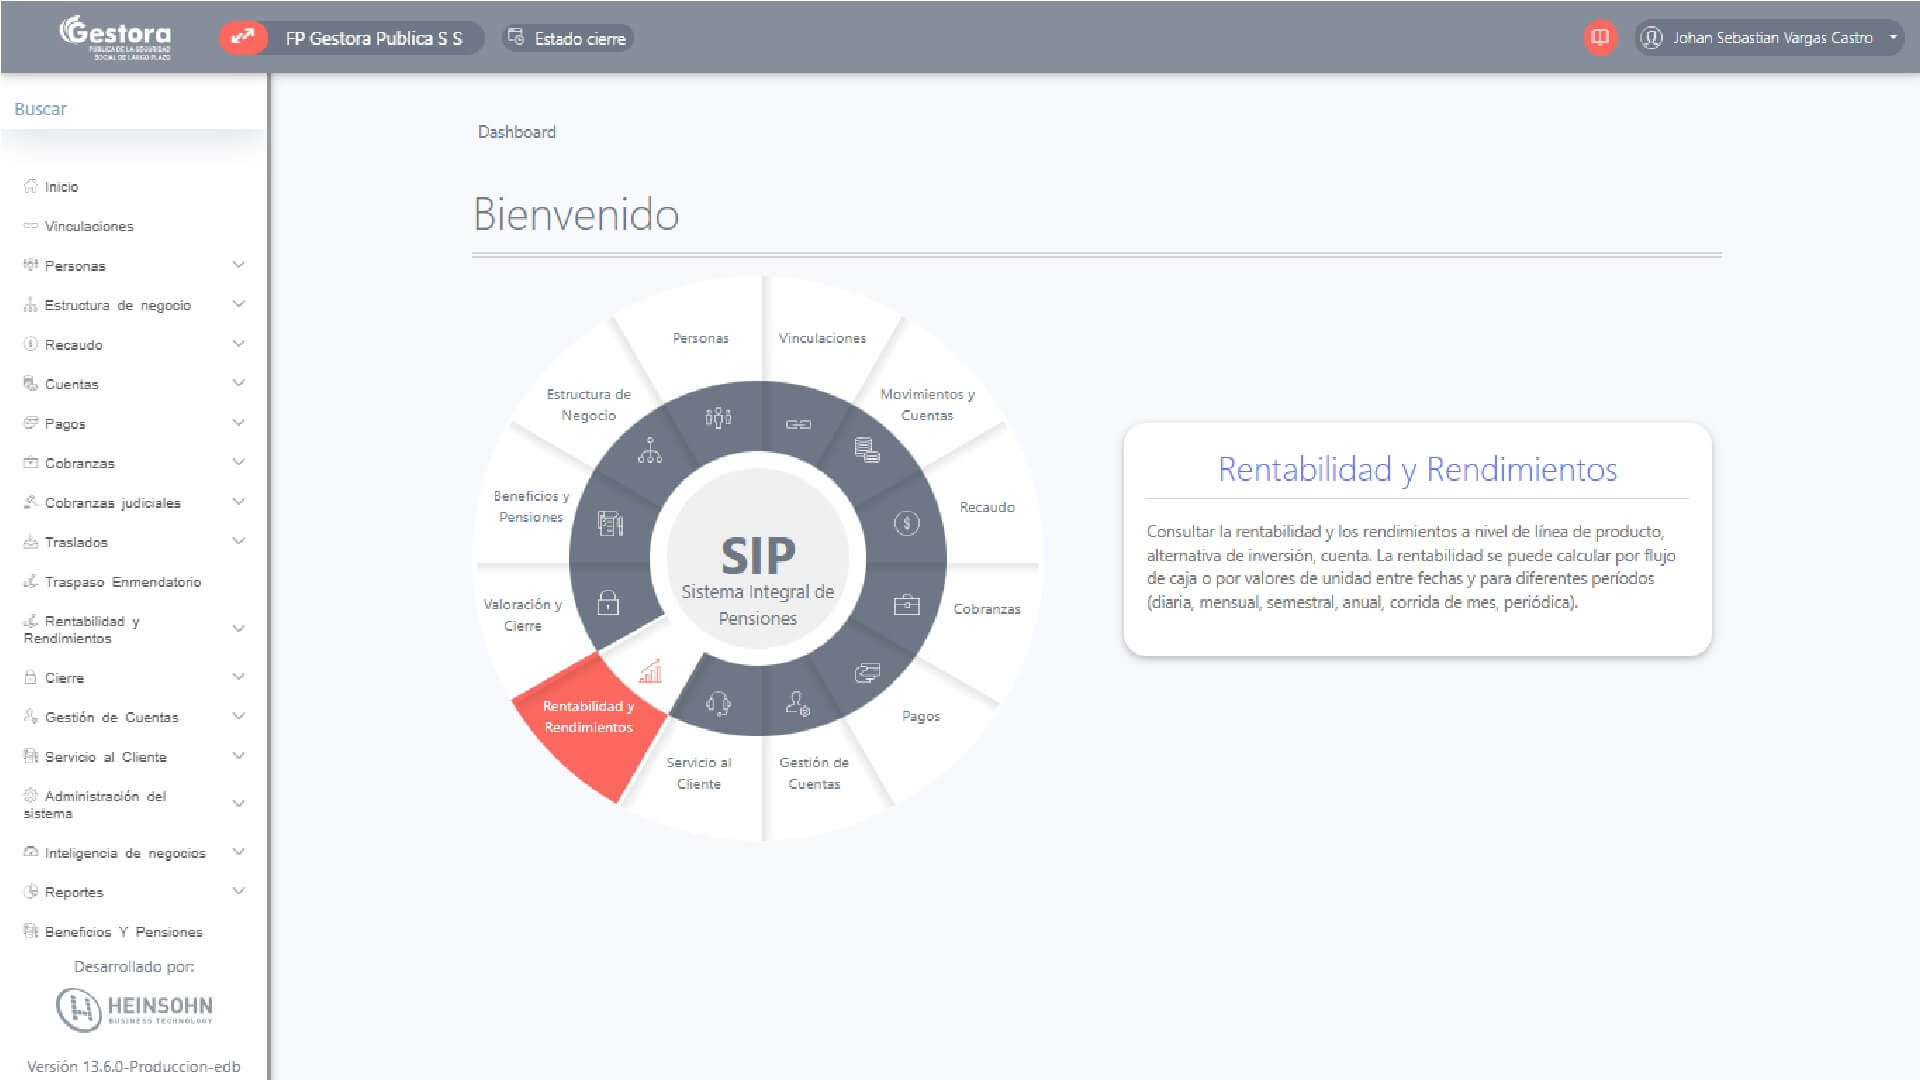 Gestora
PUBLICA DE LA SEGURIDAD
SOCIAL DE LARGO PLAZO
FP Gestora Publica S S
Estado cierre
Johan Sebastian Vargas Castro
Buscar
Inicio
Vinculaciones
Personas
Estructura de negocio
Recaudo
Cuentas
Pagos
Cobranzas
Cobranzas judiciales
Traslados
Traspaso Enmendatorio
Rentabilidad y
Rendimientos
Cierre
Gestión de Cuentas
Servicio al Cliente
Administración del
sistema
Inteligencia de negocios
Reportes
Beneficios Y Pensiones
Desarrollado por:
HEINSOHN
BUSINESS TECHNOLOGY
Versión 13.6.0-Produccion-edb
Dashboard
Bienvenido
Personas
Vinculaciones
Estructura de
Negocio
Movimientos y
Cuentas
Beneficios y
Pensiones
Recaudo
SIP
Sistema Integral de
Pensiones
Valoración y
Cierre
Cobranzas
Rentabilidad y
Rendimientos
Pagos
Servicio al
Cliente
Gestión de
Cuentas
Rentabilidad y Rendimientos
Consultar la rentabilidad y los rendimientos a nivel de línea de producto,
alternativa de inversión, cuenta. La rentabilidad se puede calcular por flujo
de caja o por valores de unidad entre fechas y para diferentes períodos
(diaria, mensual, semestral, anual, corrida de mes, periódica).